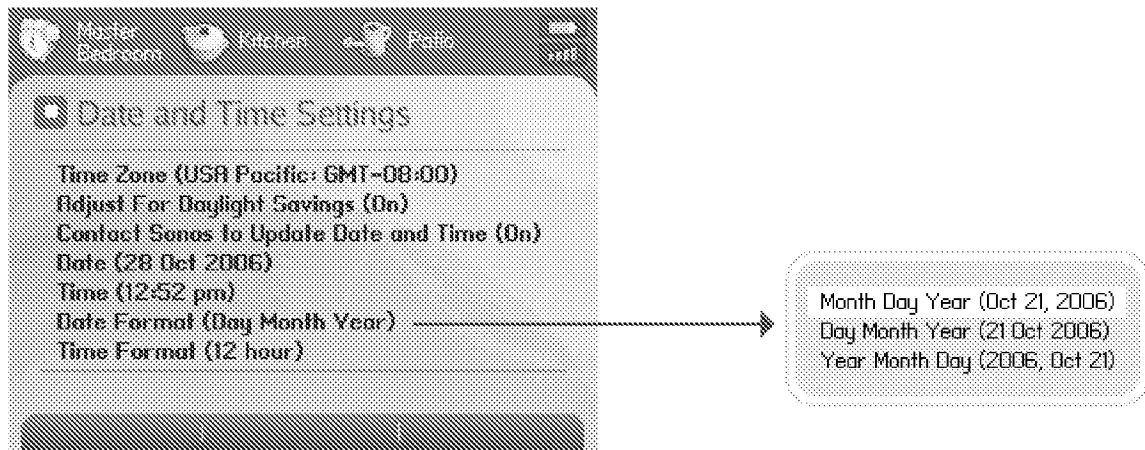 Master
Bedroom
Kitchen
Patio
Date and Time Settings
Time Zone (USA Pacific: GMT-08:00)
Adjust For Daylight Savings (On)
Contact Sonos to Update Date and Time (On)
Date (28 Oct 2006)
Time (12:52 pm)
Date Format (Day Month Year)
Time Format (12 hour)
Month Day Year (Oct 21, 2006)
Day Month Year (21 Oct 2006)
Year Month Day (2006, Oct 21)